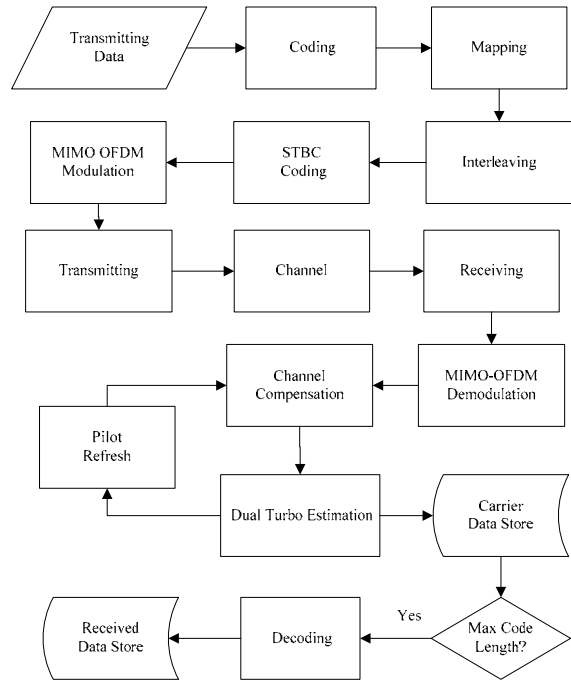 Transmitting
Data
Coding
Mapping
MIMO OFDM
Modulation
STBC
Coding
Interleaving
Transmitting
Channel
Receiving
Channel
Compensation
MIMO-OFDM
Demodulation
Pilot
Refresh
Dual Turbo Estimation
Carrier
Data Store
Received
Data Store
Decoding
Yes
Max Code
Length?